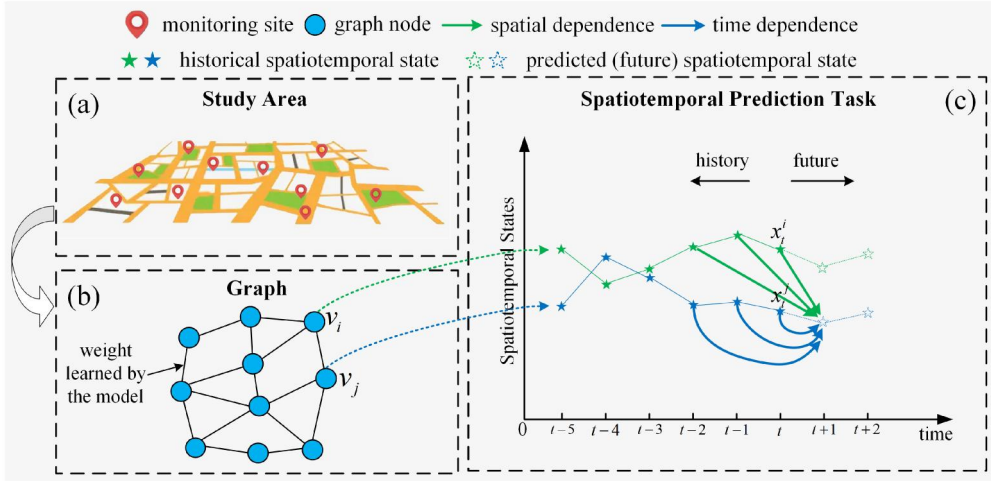 monitoring site graph node spatial dependence time dependence
historical spatiotemporal state predicted (future) spatiotemporal state
(a) Study Area
(b) Graph
v_i
v_j
weight
learned by
the model
Spatiotemporal Prediction Task (c)
history future
Spatiotemporal States
x_t^i
x_t^j
0 t−5 t−4 t−3 t−2 t−1 t t+1 t+2 time